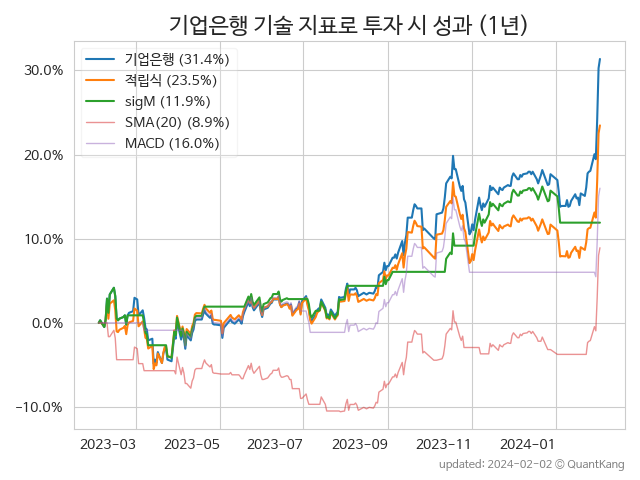 기업은행 기술 지표로 투자 시 성과 (1년)
기업은행 (31.4%)
적립식 (23.5%)
sigM (11.9%)
SMA(20) (8.9%)
MACD (16.0%)
30.0%
20.0%
10.0%
0.0%
−10.0%
2023-03 2023-05 2023-07 2023-09 2023-11 2024-01
updated: 2024-02-02 © QuantKang